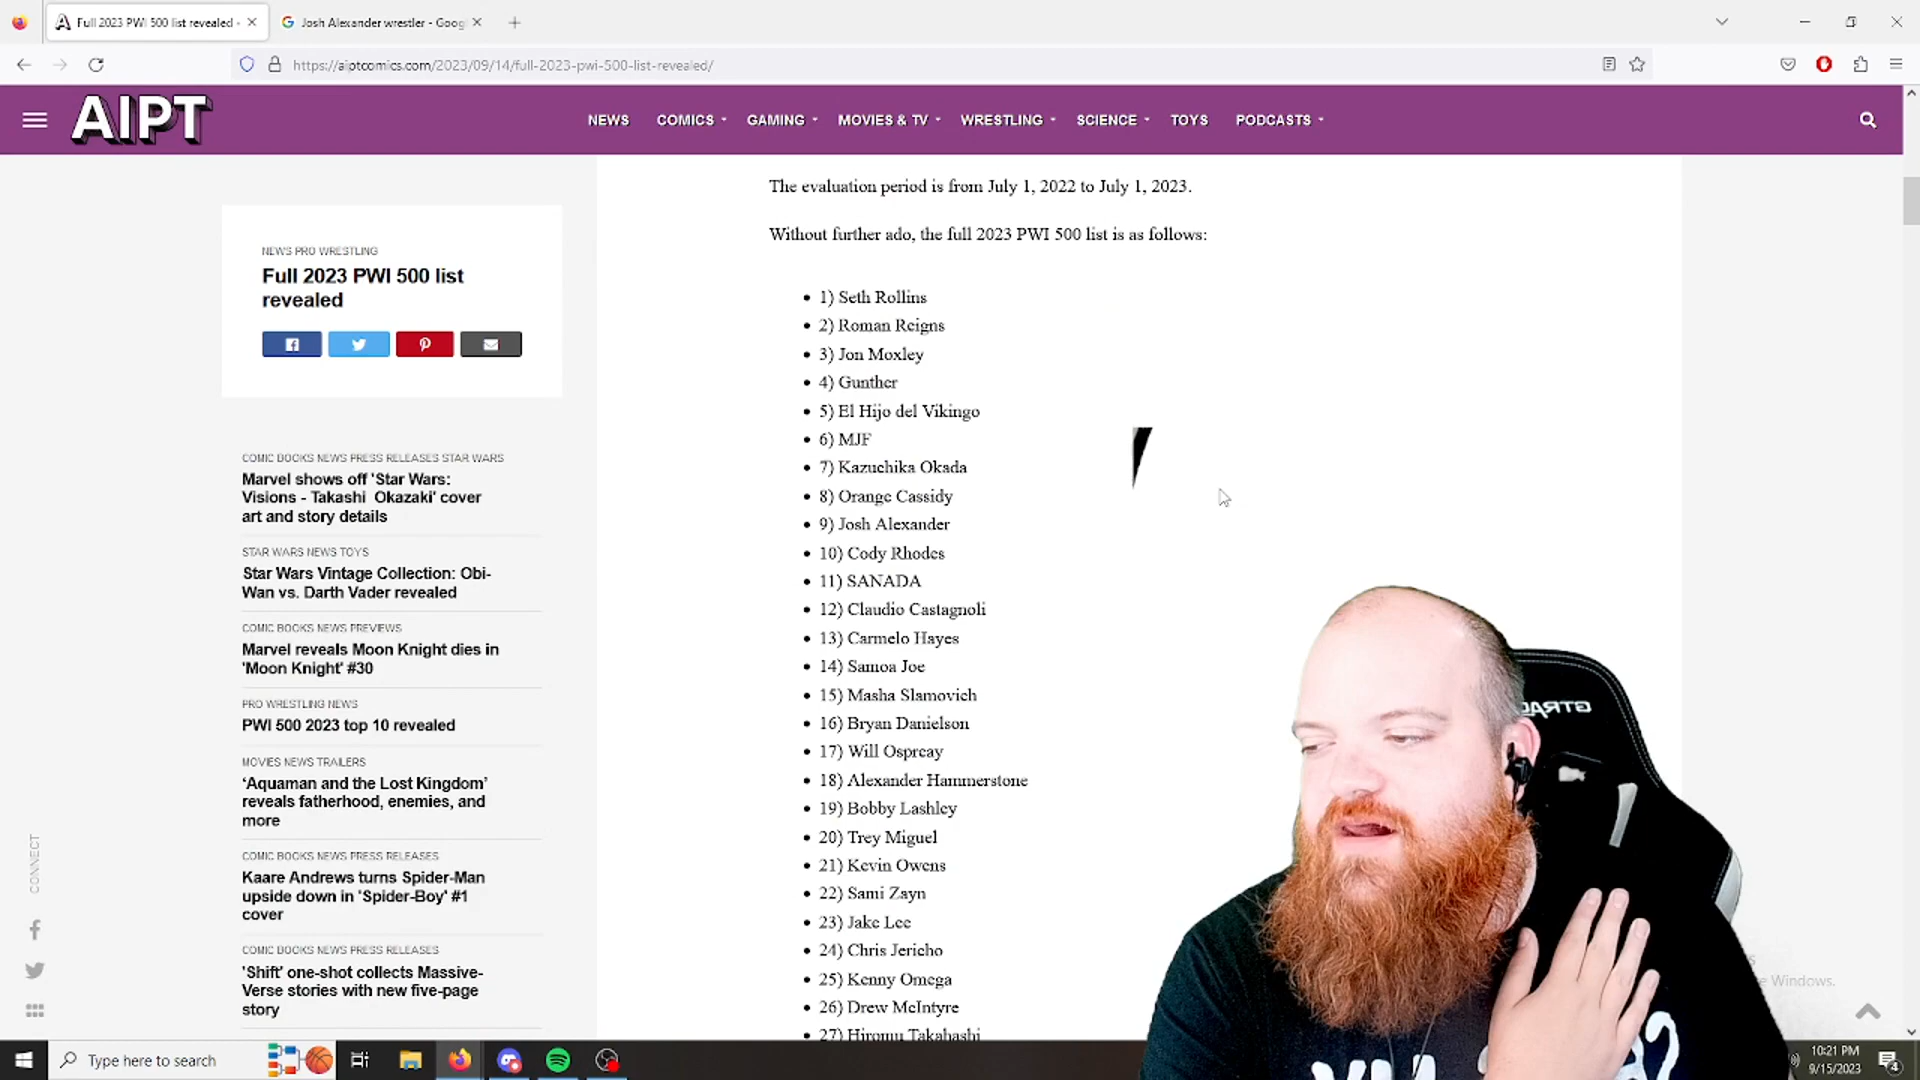 Full 2023 PWI 500 list revealed -
Josh Alexander wrestler - Goog
https://aiptcomics.com/2023/09/14/full-2023-pwi-500-list-revealed/
AIPT
NEWS COMICS GAMING MOVIES & TV WRESTLING SCIENCE TOYS PODCASTS
NEWS PRO WRESTLING
Full 2023 PWI 500 list
revealed
COMIC BOOKS NEWS PRESS RELEASES STAR WARS
Marvel shows off 'Star Wars:
Visions - Takashi Okazaki' cover
art and story details
STAR WARS NEWS TOYS
Star Wars Vintage Collection: Obi-
Wan vs. Darth Vader revealed
COMIC BOOKS NEWS PREVIEWS
Marvel reveals Moon Knight dies in
'Moon Knight' #30
PRO WRESTLING NEWS
PWI 500 2023 top 10 revealed
MOVIES NEWS TRAILERS
‘Aquaman and the Lost Kingdom’
reveals fatherhood, enemies, and
more
COMIC BOOKS NEWS PRESS RELEASES
Kaare Andrews turns Spider-Man
upside down in 'Spider-Boy' #1
cover
COMIC BOOKS NEWS PRESS RELEASES
'Shift' one-shot collects Massive-
Verse stories with new five-page
story
CONNECT
The evaluation period is from July 1, 2022 to July 1, 2023.
Without further ado, the full 2023 PWI 500 list is as follows:
1) Seth Rollins
2) Roman Reigns
3) Jon Moxley
4) Gunther
5) El Hijo del Vikingo
6) MJF
7) Kazuchika Okada
8) Orange Cassidy
9) Josh Alexander
10) Cody Rhodes
11) SANADA
12) Claudio Castagnoli
13) Carmelo Hayes
14) Samoa Joe
15) Masha Slamovich
16) Bryan Danielson
17) Will Ospreay
18) Alexander Hammerstone
19) Bobby Lashley
20) Trey Miguel
21) Kevin Owens
22) Sami Zayn
23) Jake Lee
24) Chris Jericho
25) Kenny Omega
26) Drew McIntyre
27) Hiromu Takahashi
Windows.
Type here to search
10:21 PM
9/15/2023
4